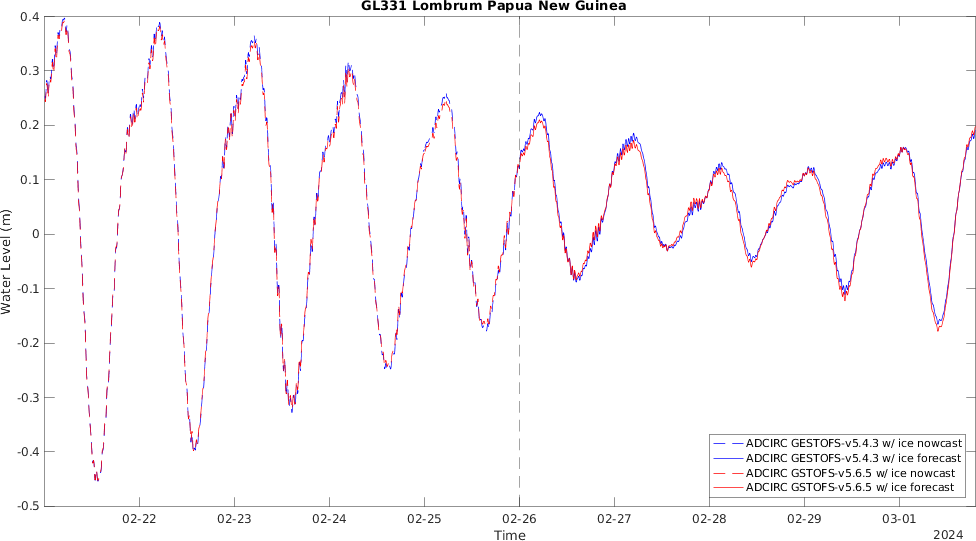 GL331 Lombrum Papua New Guinea
0.4
0.3
0.2
0.1
0
-0.1
-0.2
-0.3
-0.4
-0.5
Water Level (m)
ADCIRC GESTOFS-v5.4.3 w/ ice nowcast
ADCIRC GESTOFS-v5.4.3 w/ ice forecast
ADCIRC GSTOFS-v5.6.5 w/ ice nowcast
ADCIRC GSTOFS-v5.6.5 w/ ice forecast
02-22 02-23 02-24 02-25 02-26 02-27 02-28 02-29 03-01
Time
2024